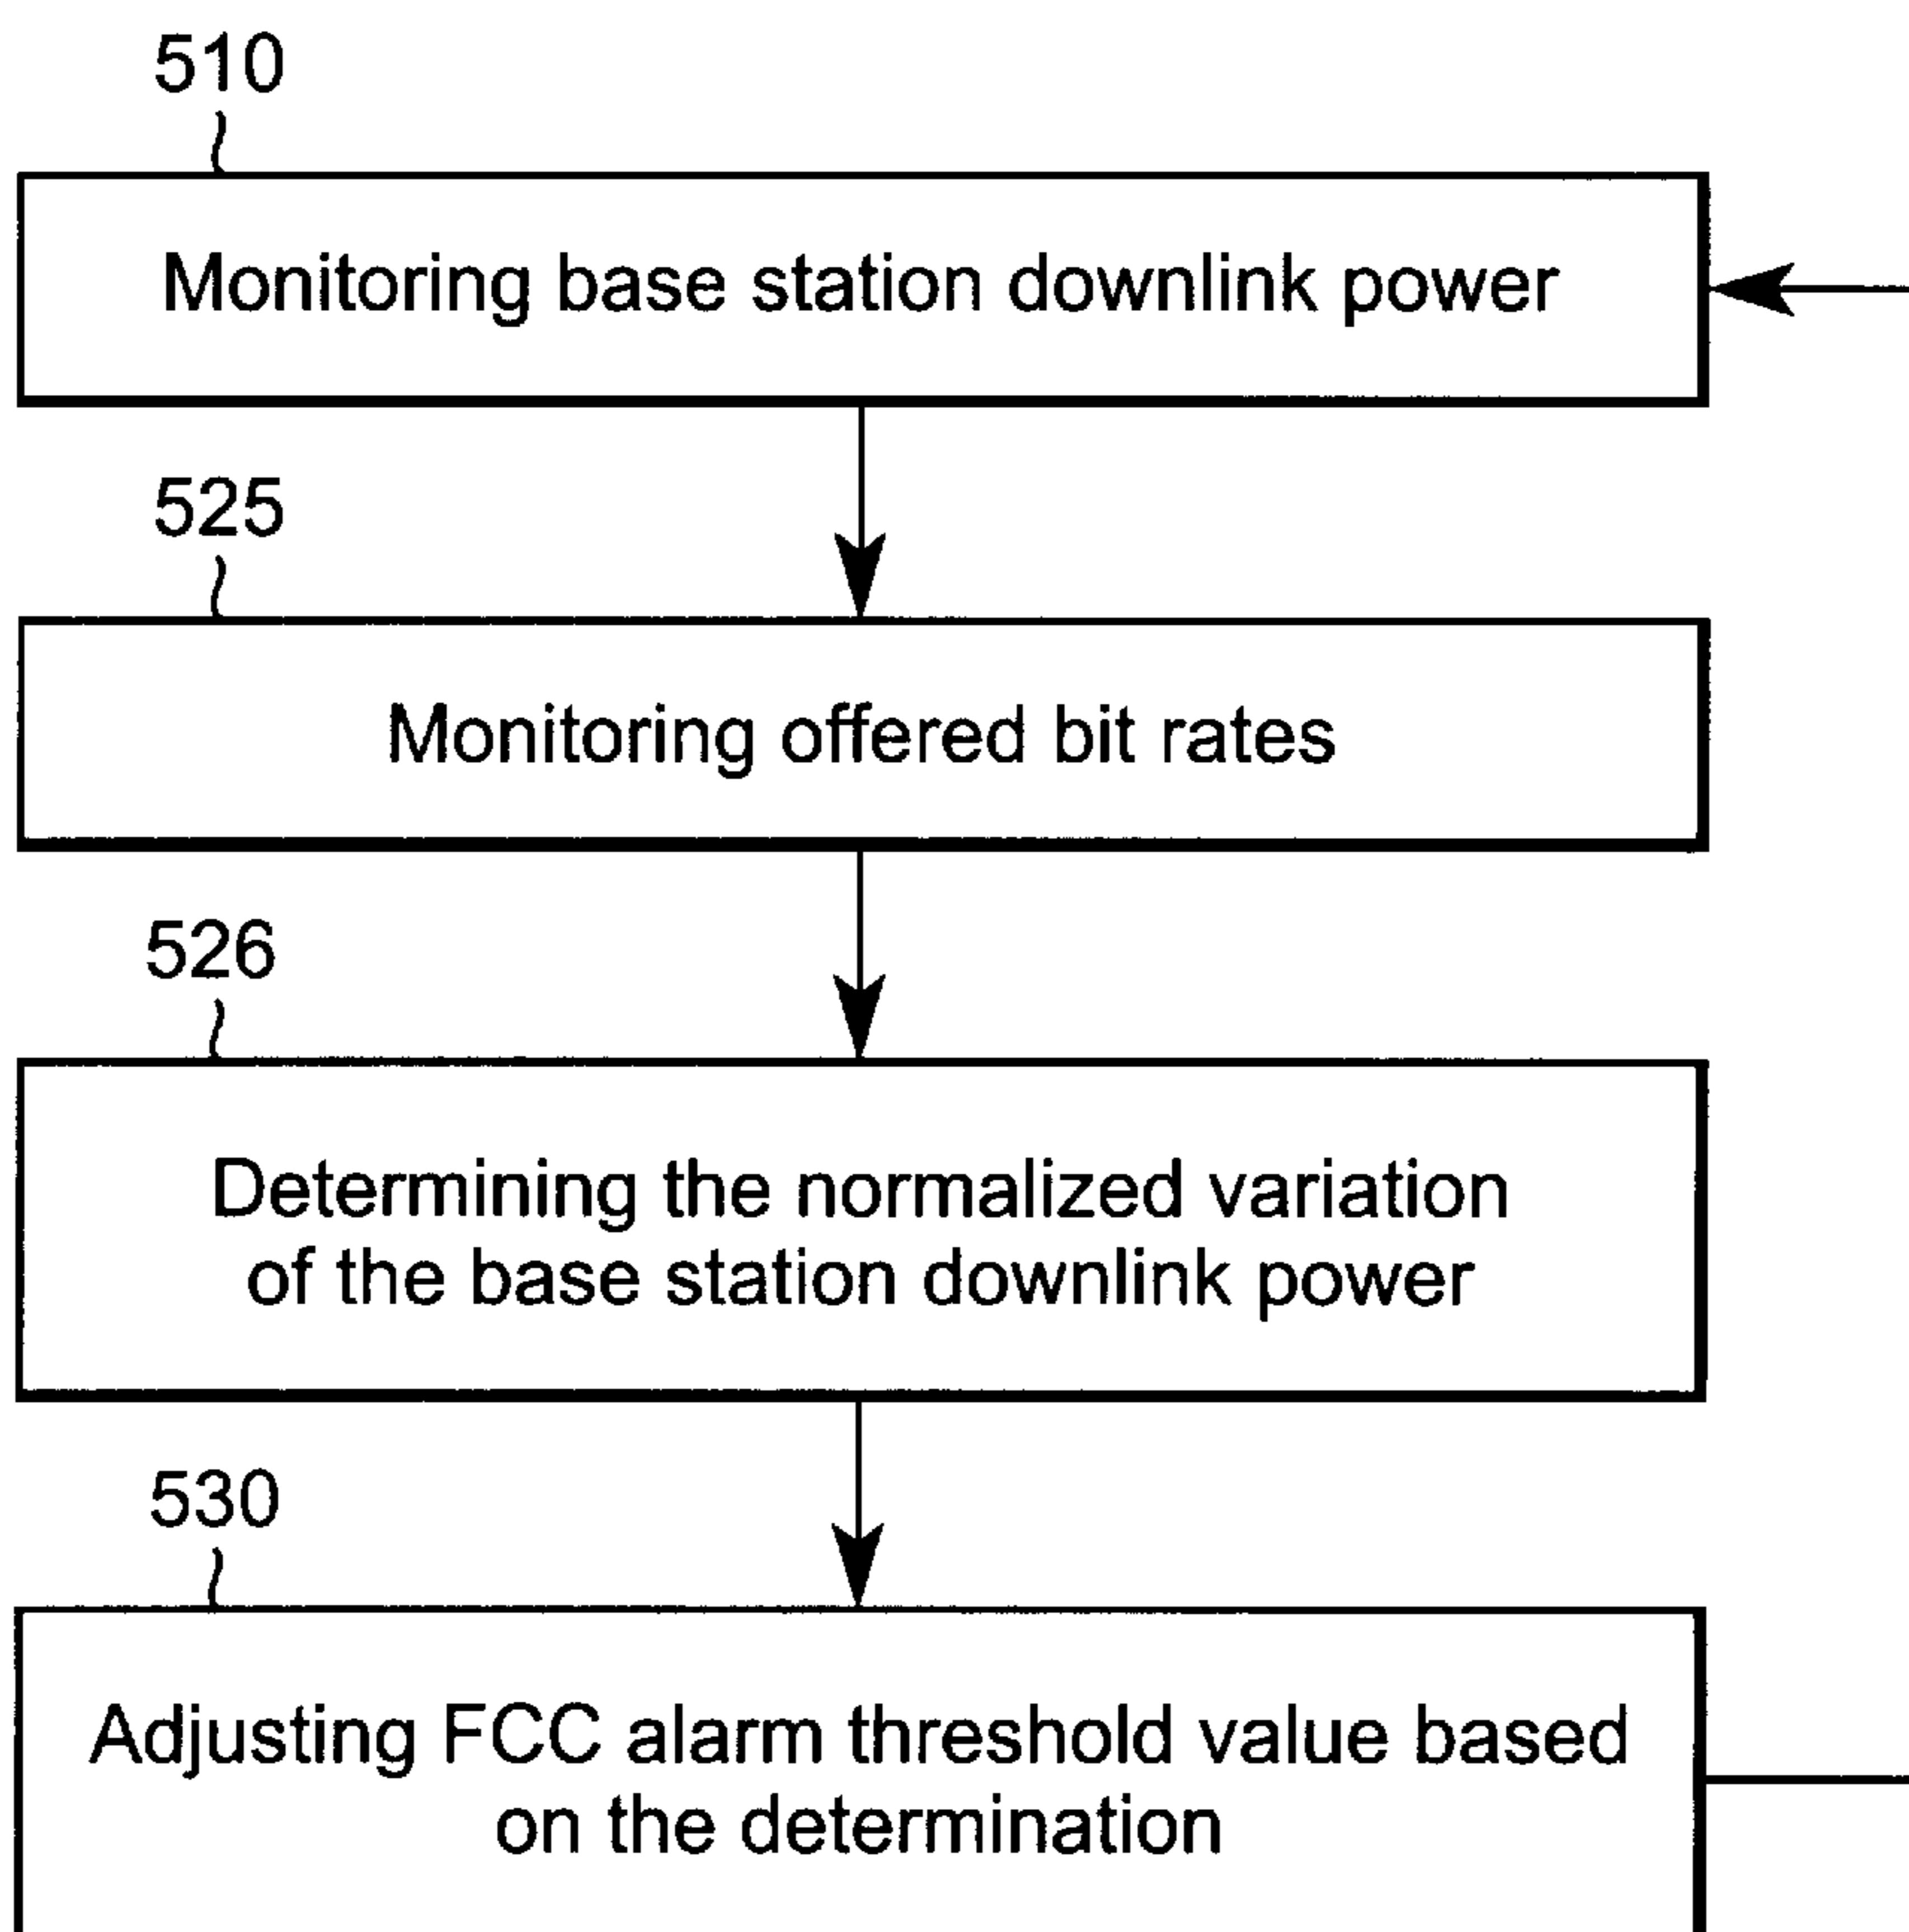 510
Monitoring base station downlink power
525
Monitoring offered bit rates
526
Determining the normalized variation
of the base station downlink power
530
Adjusting FCC alarm threshold value based
on the determination